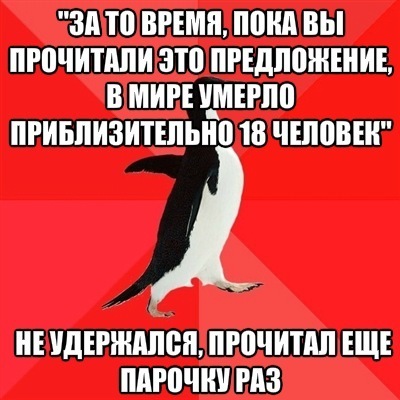 "ЗА ТО ВРЕМЯ, ПОКА ВЫ
ПРОЧИТАЛИ ЭТО ПРЕДЛОЖЕНИЕ,
В МИРЕ УМЕРЛО
ПРИБЛИЗИТЕЛЬНО 18 ЧЕЛОВЕК"
НЕ УДЕРЖАЛСЯ, ПРОЧИТАЛ ЕЩЕ
ПАРОЧКУ РАЗ